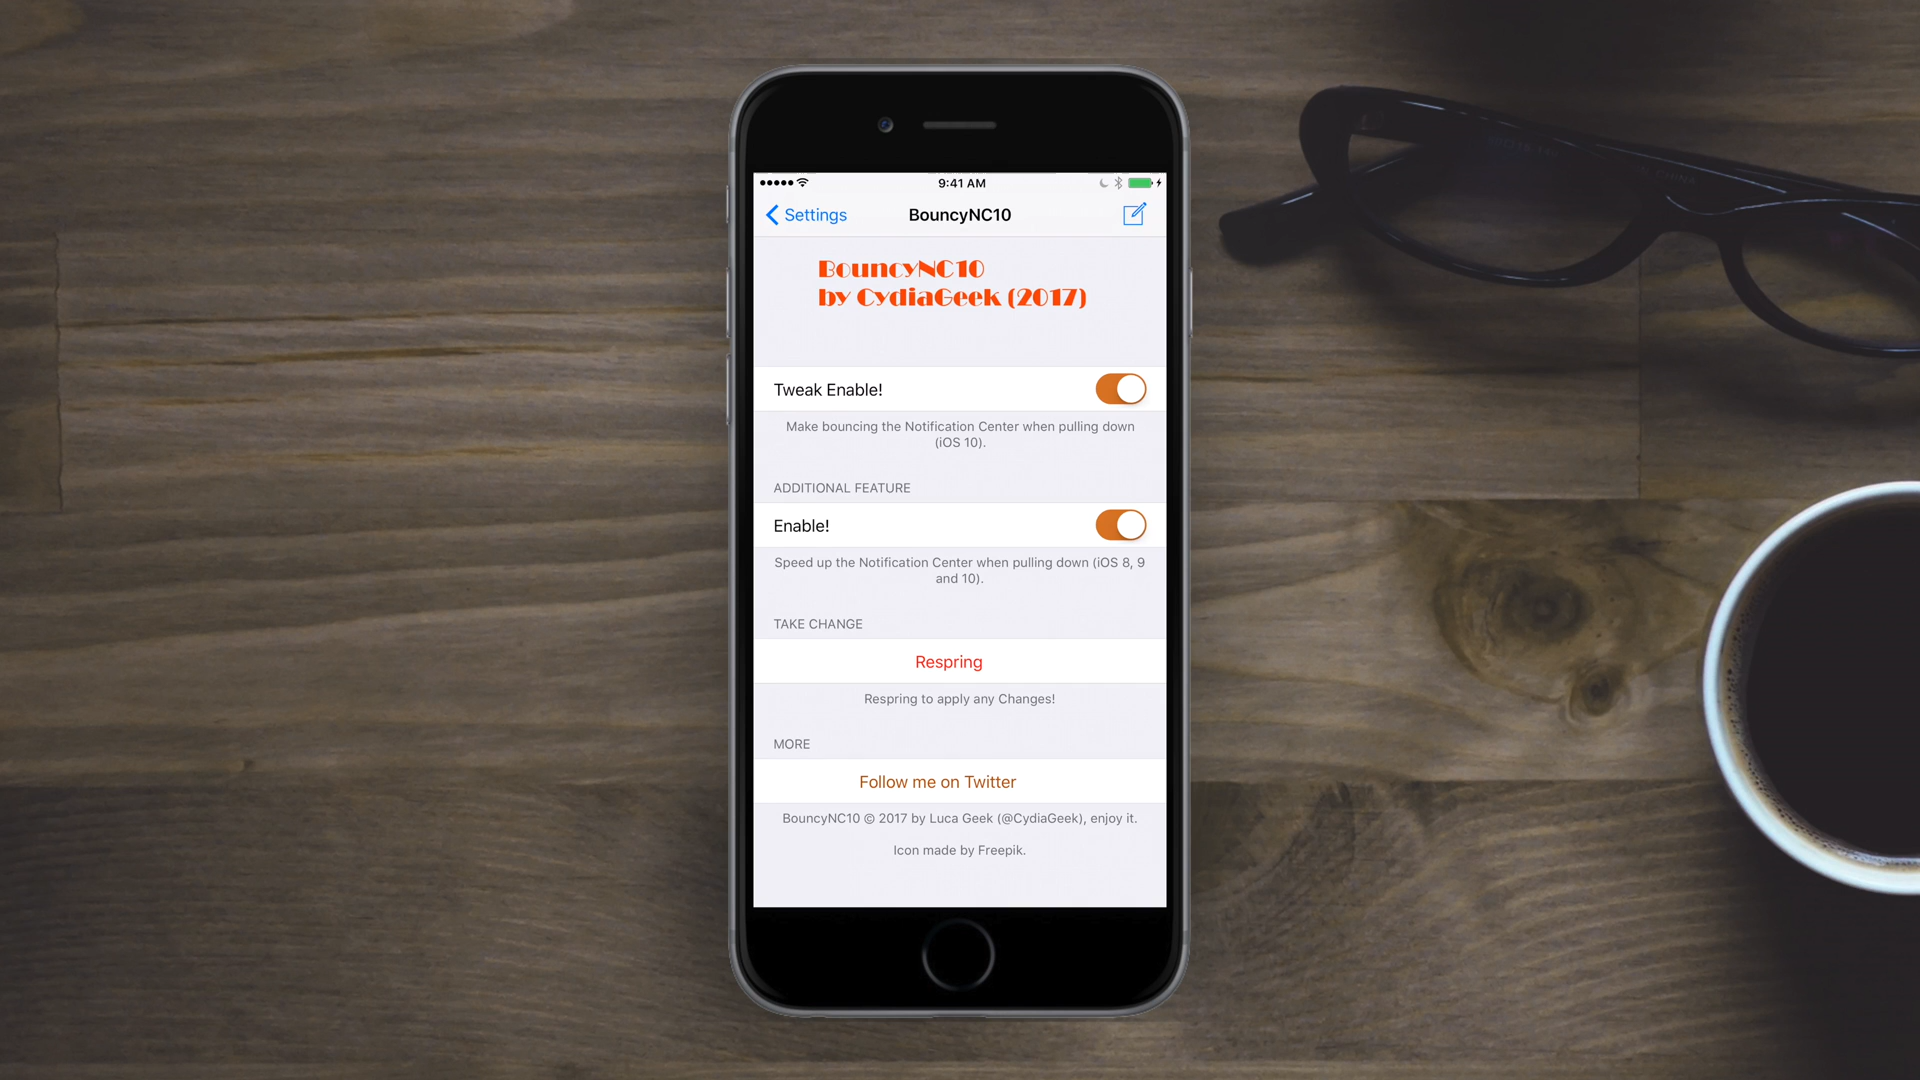 9:41 AM
Settings
BouncyNC10
BouncyNC10
by CydiaGeek (2017)
Tweak Enable!
Make bouncing the Notification Center when pulling down
(iOS 10).
ADDITIONAL FEATURE
Enable!
Speed up the Notification Center when pulling down (iOS 8, 9
and 10).
TAKE CHANGE
Respring
Respring to apply any Changes!
MORE
Follow me on Twitter
BouncyNC10 © 2017 by Luca Geek (@CydiaGeek), enjoy it.
Icon made by Freepik.